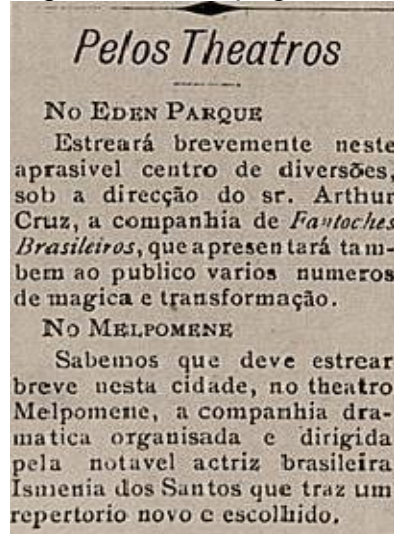 Pelos Theatros
No EDEN PARQUE
Estreará brevemente neste
aprasivel centro de diversões,
sob a direcção do sr. Arthur
Cruz, a companhia de Fantoches
Brasileiros, que apresentará tam-
bem ao publico varios numeros
de magica e transformação.
No MELPOMENE
Sabemos que deve estrear
breve nesta cidade, no theatro
Melpomene, a companhia dra-
matica organisada e dirigida
pela notavel actriz brasileira
Ismenia dos Santos que traz um
repertorio novo e escolhido.